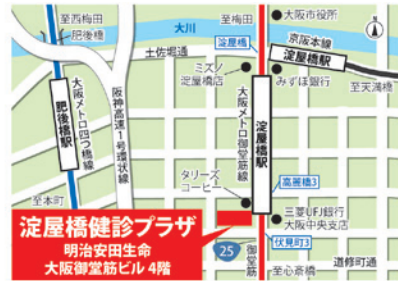 至西梅田
肥後橋
大川
至梅田
大阪市役所
土佐堀通
淀屋橋
京阪本線
淀屋橋駅
ミズノ
淀屋橋店
みずほ銀行
至天満橋
肥後橋駅
大阪メトロ四つ橋線
阪神高速1号環状線
大阪メトロ御堂筋線
淀屋橋駅
至本町
タリーズ
コーヒー
高麗橋3
三菱UFJ銀行
大阪中央支店
伏見町3
淀屋橋健診プラザ
明治安田生命
大阪御堂筋ビル 4階
25
御堂筋
道修町通
至心斎橋